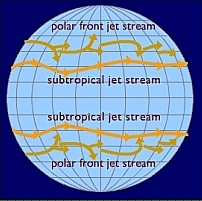 polar front jet stream
subtropical jet stream
subtropical jet stream
polar front jet stream